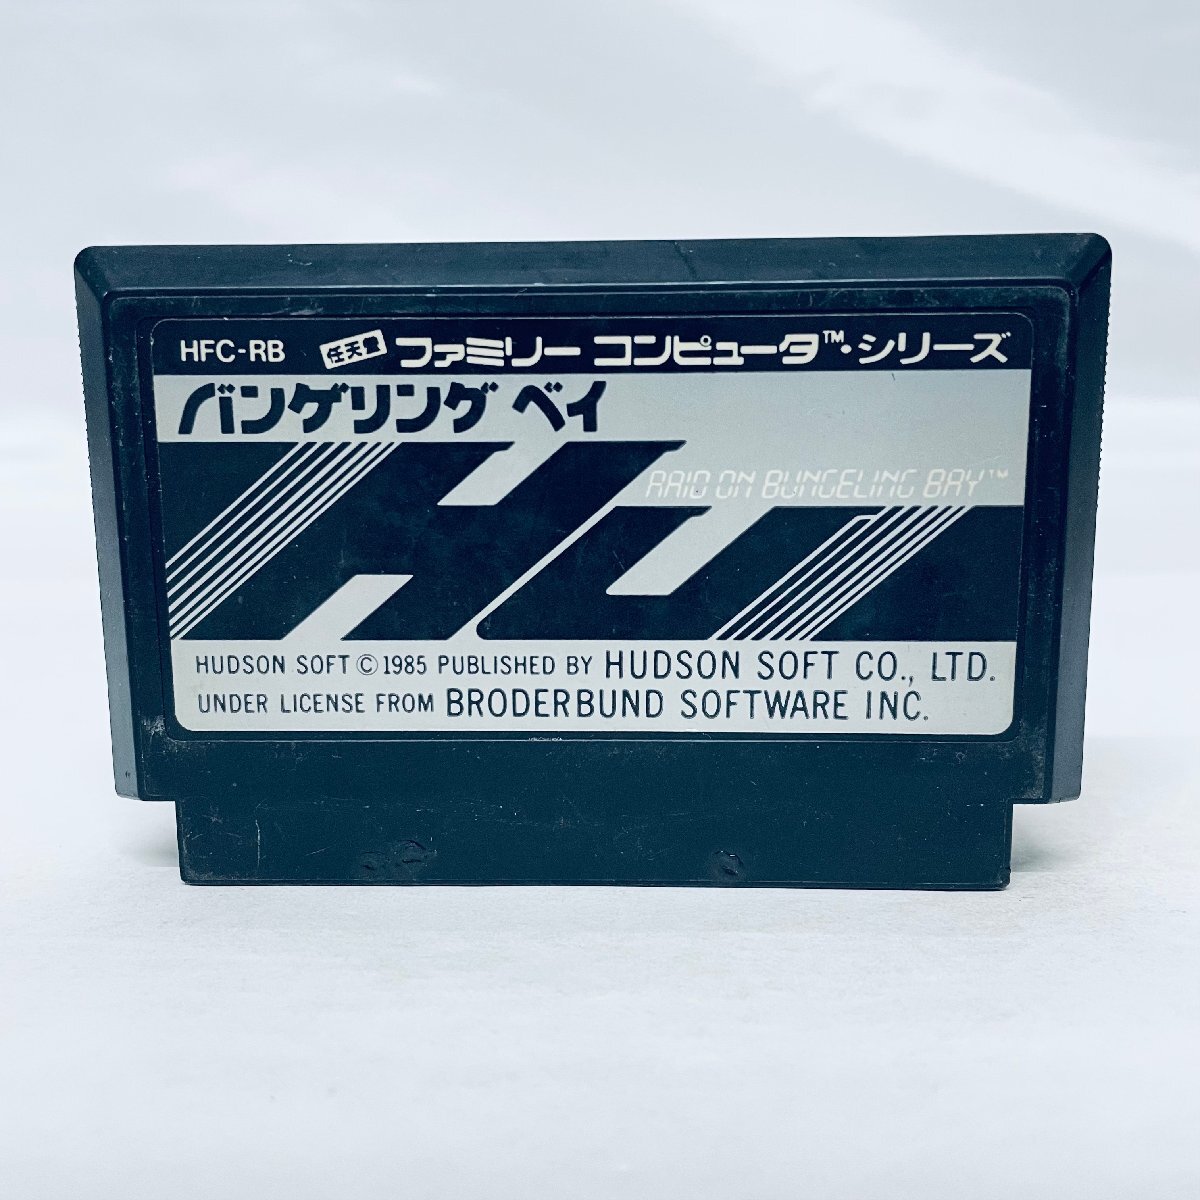 HFC-RB 任天堂 ファミリー コンピュータ™・シリーズ
バンゲリング ベイ
RAID ON BUNGELING BAY™
HUDSON SOFT © 1985 PUBLISHED BY HUDSON SOFT CO., LTD.
UNDER LICENSE FROM BRODERBUND SOFTWARE INC.